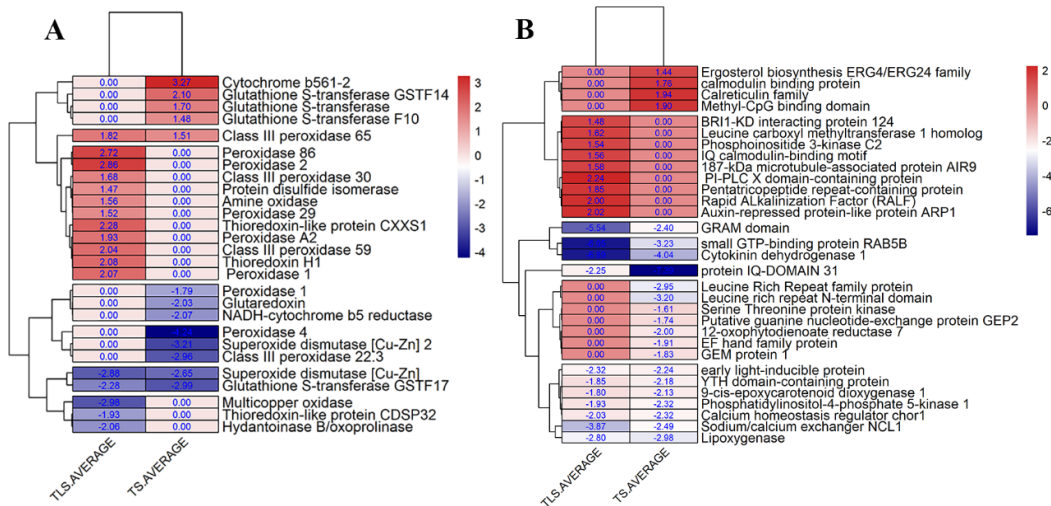 A
0.00 3.27 Cytochrome b561-2
0.00 2.10 Glutathione S-transferase GSTF14
0.00 1.70 Glutathione S-transferase
0.00 1.48 Glutathione S-transferase F10
1.82 1.51 Class III peroxidase 65
2.72 0.00 Peroxidase 86
2.86 0.00 Peroxidase 2
1.68 0.00 Class III peroxidase 30
1.47 0.00 Protein disulfide isomerase
1.56 0.00 Amine oxidase
1.52 0.00 Peroxidase 29
2.28 0.00 Thioredoxin-like protein CXXS1
1.93 0.00 Peroxidase A2
2.04 0.00 Class III peroxidase 59
2.08 0.00 Thioredoxin H1
2.07 0.00 Peroxidase 1
0.00 -1.79 Peroxidase 1
0.00 -2.03 Glutaredoxin
0.00 -2.07 NADH-cytochrome b5 reductase
0.00 Peroxidase 4
0.00 -3.21 Superoxide dismutase [Cu-Zn] 2
0.00 -2.96 Class III peroxidase 22.3
-2.88 -2.65 Superoxide dismutase [Cu-Zn]
-2.28 -2.99 Glutathione S-transferase GSTF17
-2.98 0.00 Multicopper oxidase
-1.93 0.00 Thioredoxin-like protein CDSP32
-2.06 0.00 Hydantoinase B/oxoprolinase
TLS.AVERAGE TS.AVERAGE
3
2
1
0
-1
-2
-3
-4
B
0.00 1.44 Ergosterol biosynthesis ERG4/ERG24 family
0.00 1.76 calmodulin binding protein
0.00 1.94 Calreticulin family
0.00 1.90 Methyl-CpG binding domain
1.48 0.00 BRI1-KD interacting protein 124
1.62 0.00 Leucine carboxyl methyltransferase 1 homolog
1.54 0.00 Phosphoinositide 3-kinase C2
1.56 0.00 IQ calmodulin-binding motif
1.58 0.00 187-kDa microtubule-associated protein AIR9
2.24 0.00 PI-PLC X domain-containing protein
1.85 0.00 Pentatricopeptide repeat-containing protein
2.00 0.00 Rapid ALkalinization Factor (RALF)
2.02 0.00 Auxin-repressed protein-like protein ARP1
-5.54 -2.40 GRAM domain
-3.23 small GTP-binding protein RAB5B
-4.04 Cytokinin dehydrogenase 1
-2.25 protein IQ-DOMAIN 31
0.00 -2.95 Leucine Rich Repeat family protein
0.00 -3.20 Leucine rich repeat N-terminal domain
0.00 -1.61 Serine Threonine protein kinase
0.00 -1.74 Putative guanine nucleotide-exchange protein GEP2
0.00 -2.00 12-oxophytodienoate reductase 7
0.00 -1.91 EF hand family protein
0.00 -1.83 GEM protein 1
-2.32 -2.24 early light-inducible protein
-1.85 -2.18 YTH domain-containing protein
-1.80 -2.13 9-cis-epoxycarotenoid dioxygenase 1
-1.93 -2.32 Phosphatidylinositol-4-phosphate 5-kinase 1
-2.03 -2.32 Calcium homeostasis regulator chor1
-3.87 -2.49 Sodium/calcium exchanger NCL1
-2.80 -2.98 Lipoxygenase
TLS.AVERAGE TS.AVERAGE
2
0
-2
-4
-6